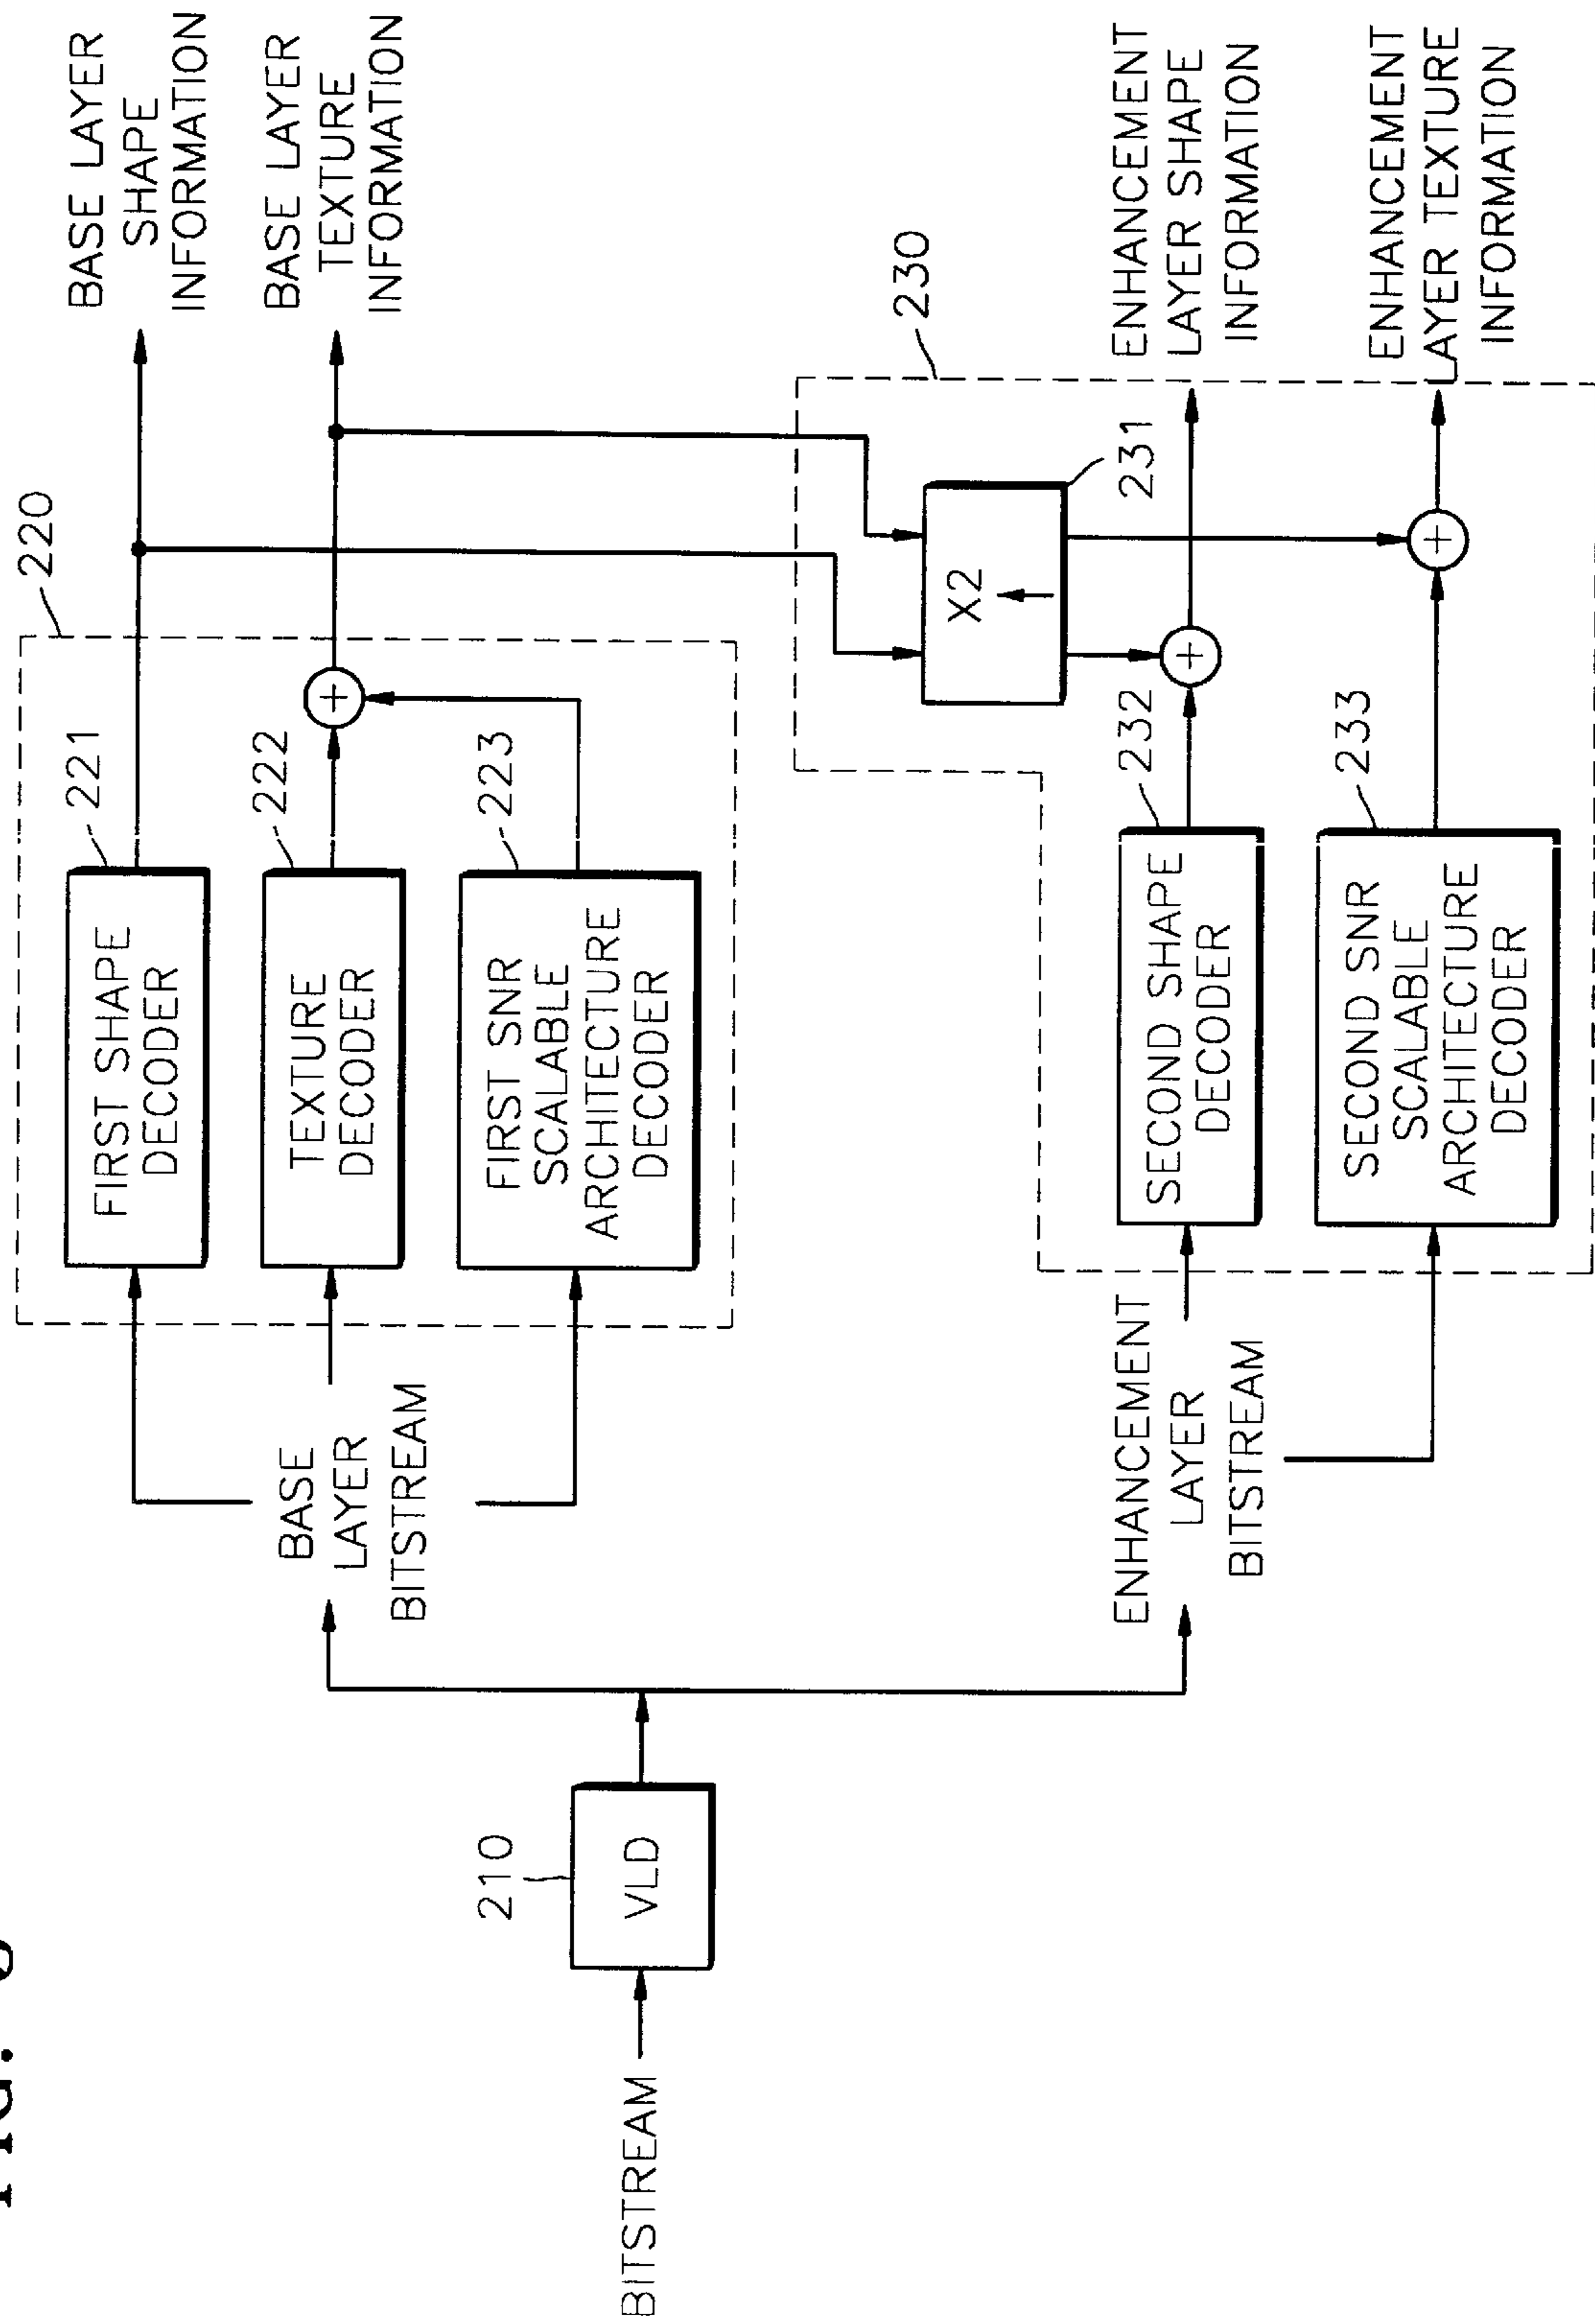 FIG.
BITSTREAM
210
VLD
BASE
LAYER
BITSTREAM
ENHANCEMENT
LAYER
BITSTREAM
220
221
FIRST SHAPE
DECODER
222
TEXTURE
DECODER
223
FIRST SNR
SCALABLE
ARCHITECTURE
DECODER
230
231
X2
232
SECOND SHAPE
DECODER
233
SECOND SNR
SCALABLE
ARCHITECTURE
DECODER
BASE LAYER
SHAPE
INFORMATION
BASE LAYER
TEXTURE
INFORMATION
ENHANCEMENT
LAYER SHAPE
INFORMATION
ENHANCEMENT
LAYER TEXTURE
INFORMATION